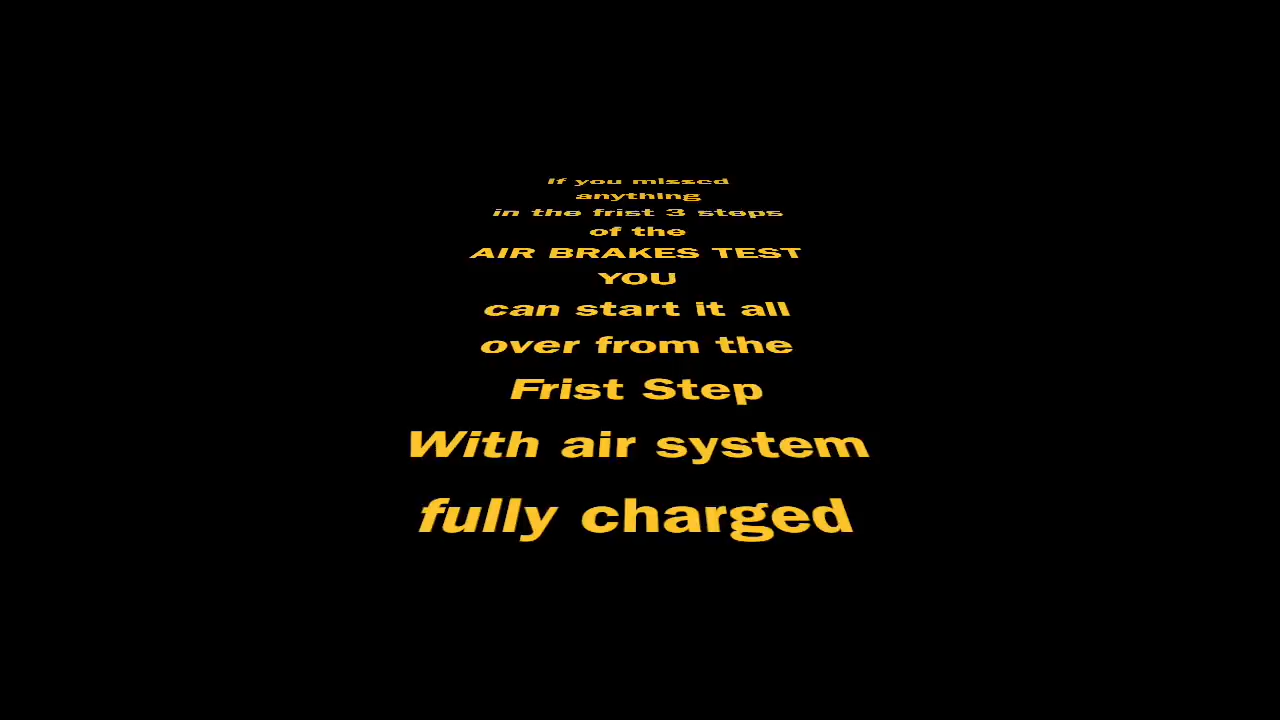 If you missed
anything
in the frist 3 steps
of the
AIR BRAKES TEST
YOU
can start it all
over from the
Frist Step
With air system
fully charged